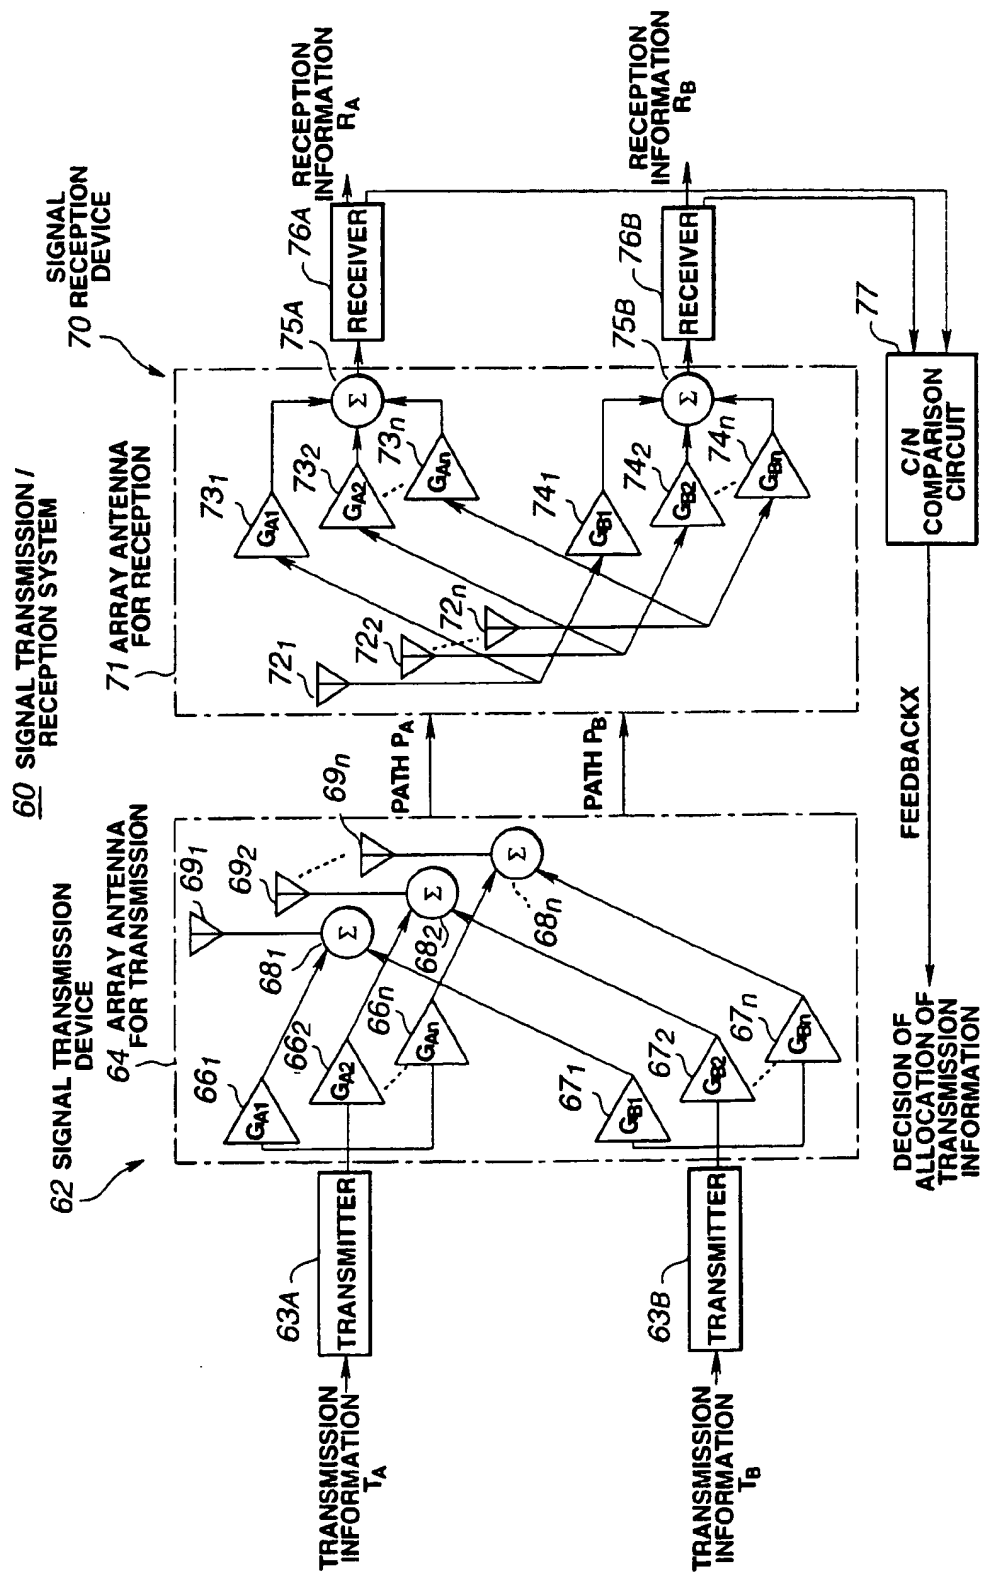 60 SIGNAL TRANSMISSION /
RECEPTION SYSTEM
62 SIGNAL TRANSMISSION
DEVICE
64 ARRAY ANTENNA
FOR TRANSMISSION
71 ARRAY ANTENNA
FOR RECEPTION
SIGNAL
70 RECEPTION
DEVICE
TRANSMISSION
INFORMATION
TA
63A
TRANSMITTER
661
GA1
662
GA2
66n
GAn
681
Σ
682
Σ
68n
Σ
691
692
69n
PATH PA
721
722
72n
731
GA1
732
GA2
73n
GAn
75A
Σ
76A
RECEIVER
RECEPTION
INFORMATION
RA
TRANSMISSION
INFORMATION
TB
63B
TRANSMITTER
671
GB1
672
GB2
67n
GBn
PATH PB
741
GB1
742
GB2
74n
GBn
75B
Σ
76B
RECEIVER
RECEPTION
INFORMATION
RB
77
C/N
COMPARISON
CIRCUIT
FEEDBACKX
DECISION OF
ALLOCATION OF
TRANSMISSION
INFORMATION